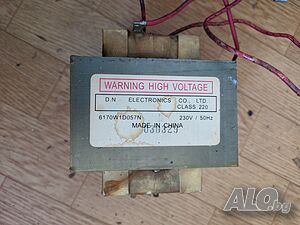 WARNING HIGH VOLTAGE
D.N ELECTRONICS CO., LTD.
CLASS 220
6170W1D057N 230V / 50Hz
MADE IN CHINA
ALO.bg